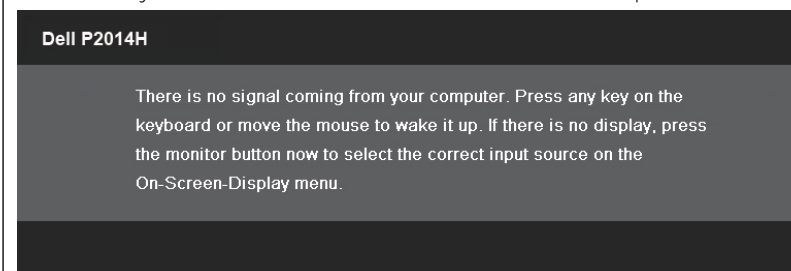 Dell P2014H
There is no signal coming from your computer. Press any key on the
keyboard or move the mouse to wake it up. If there is no display, press
the monitor button now to select the correct input source on the
On-Screen-Display menu.